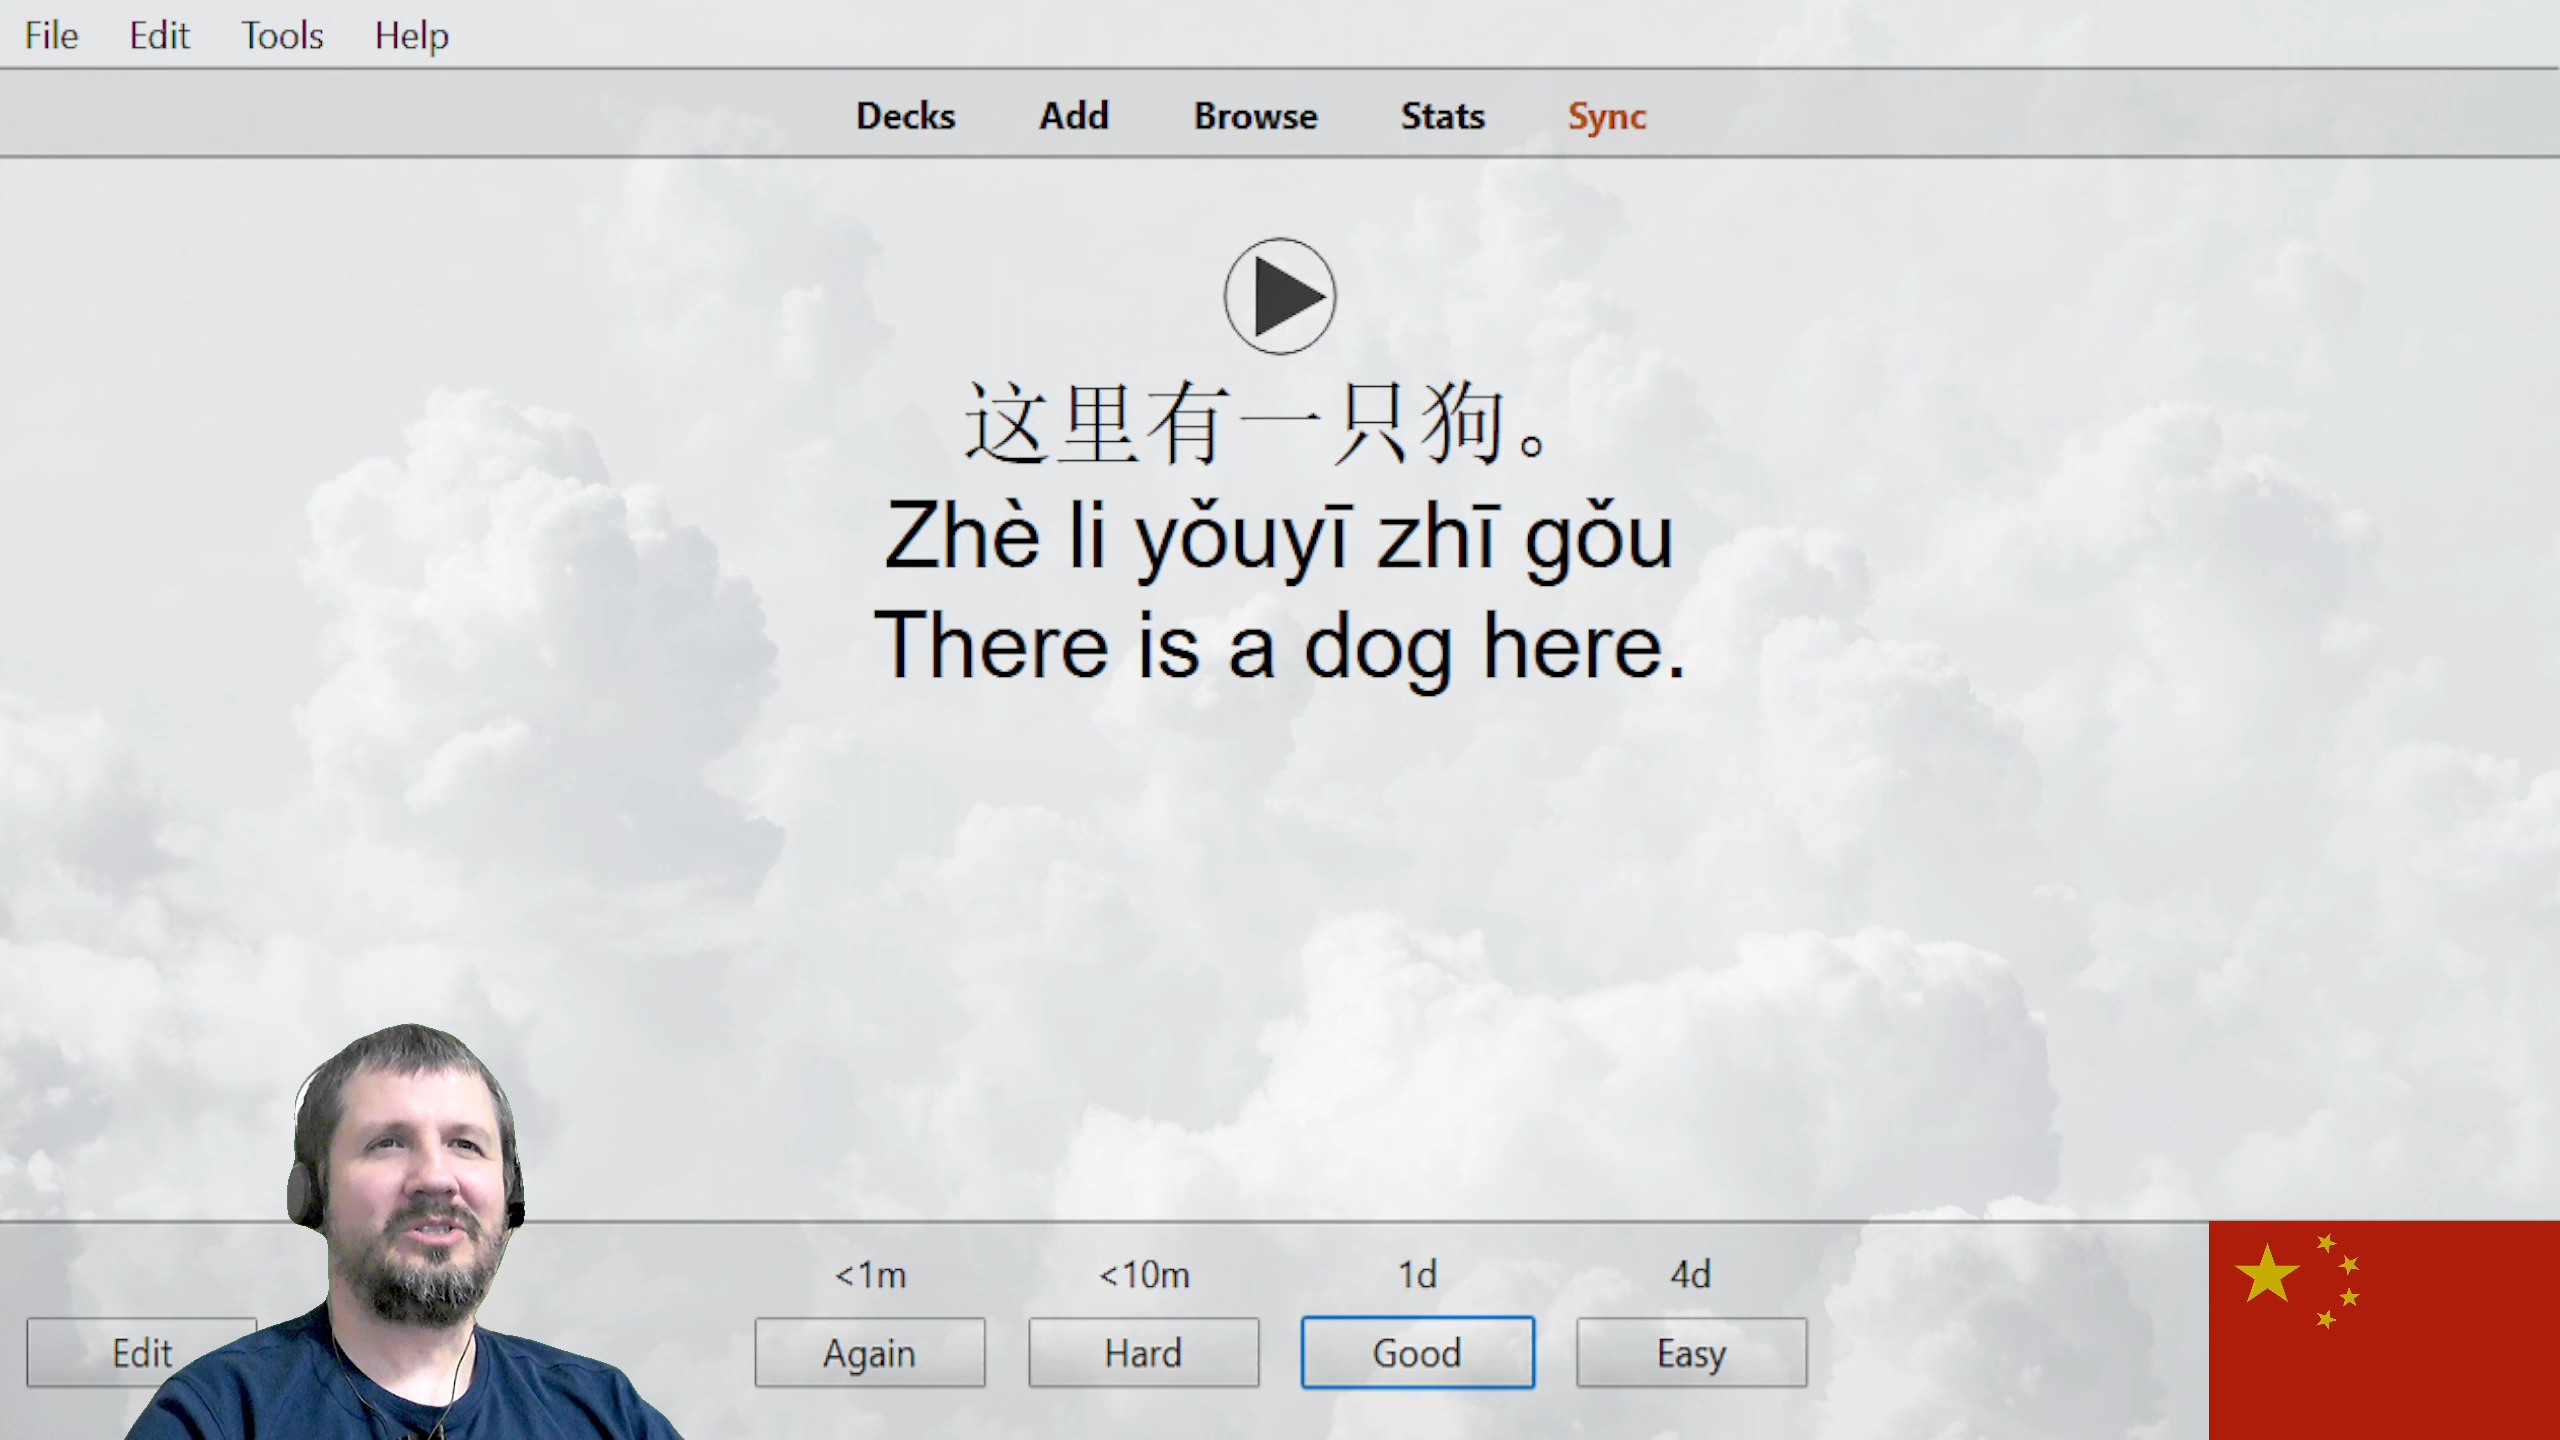 File Edit Tools Help
Decks Add Browse Stats Sync
这里有一只狗。
Zhè li yǒuyī zhī gǒu
There is a dog here.
<1m <10m 1d 4d
Edit Again Hard Good Easy